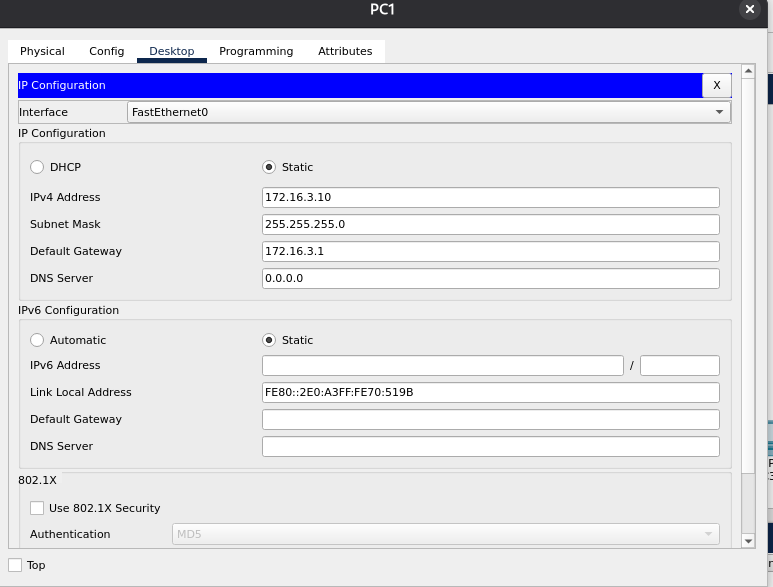 PC1
Physical Config Desktop Programming Attributes
IP Configuration X
Interface FastEthernet0
IP Configuration
DHCP Static
IPv4 Address 172.16.3.10
Subnet Mask 255.255.255.0
Default Gateway 172.16.3.1
DNS Server 0.0.0.0
IPv6 Configuration
Automatic Static
IPv6 Address /
Link Local Address FE80::2E0:A3FF:FE70:519B
Default Gateway
DNS Server
802.1X
Use 802.1X Security
Authentication MD5
Top